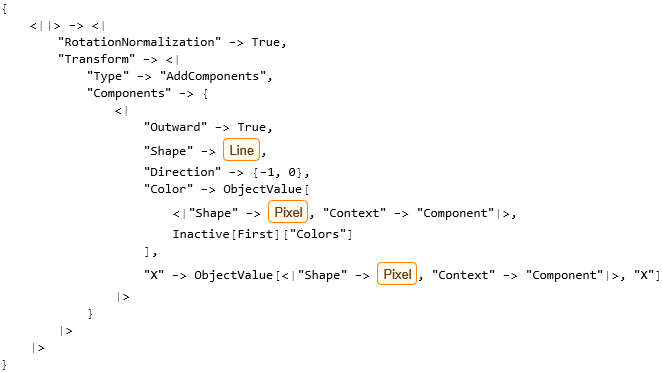 {
<||> -> <|
"RotationNormalization" -> True,
"Transform" -> <|
"Type" -> "AddComponents",
"Components" -> {
<|
"Outward" -> True,
"Shape" -> Line,
"Direction" -> {-1, 0},
"Color" -> ObjectValue[
<|"Shape" -> Pixel, "Context" -> "Component"|>,
Inactive[First]["Colors"]
],
"X" -> ObjectValue[<|"Shape" -> Pixel, "Context" -> "Component"|>, "X"]
|>
}
|>
|>
}